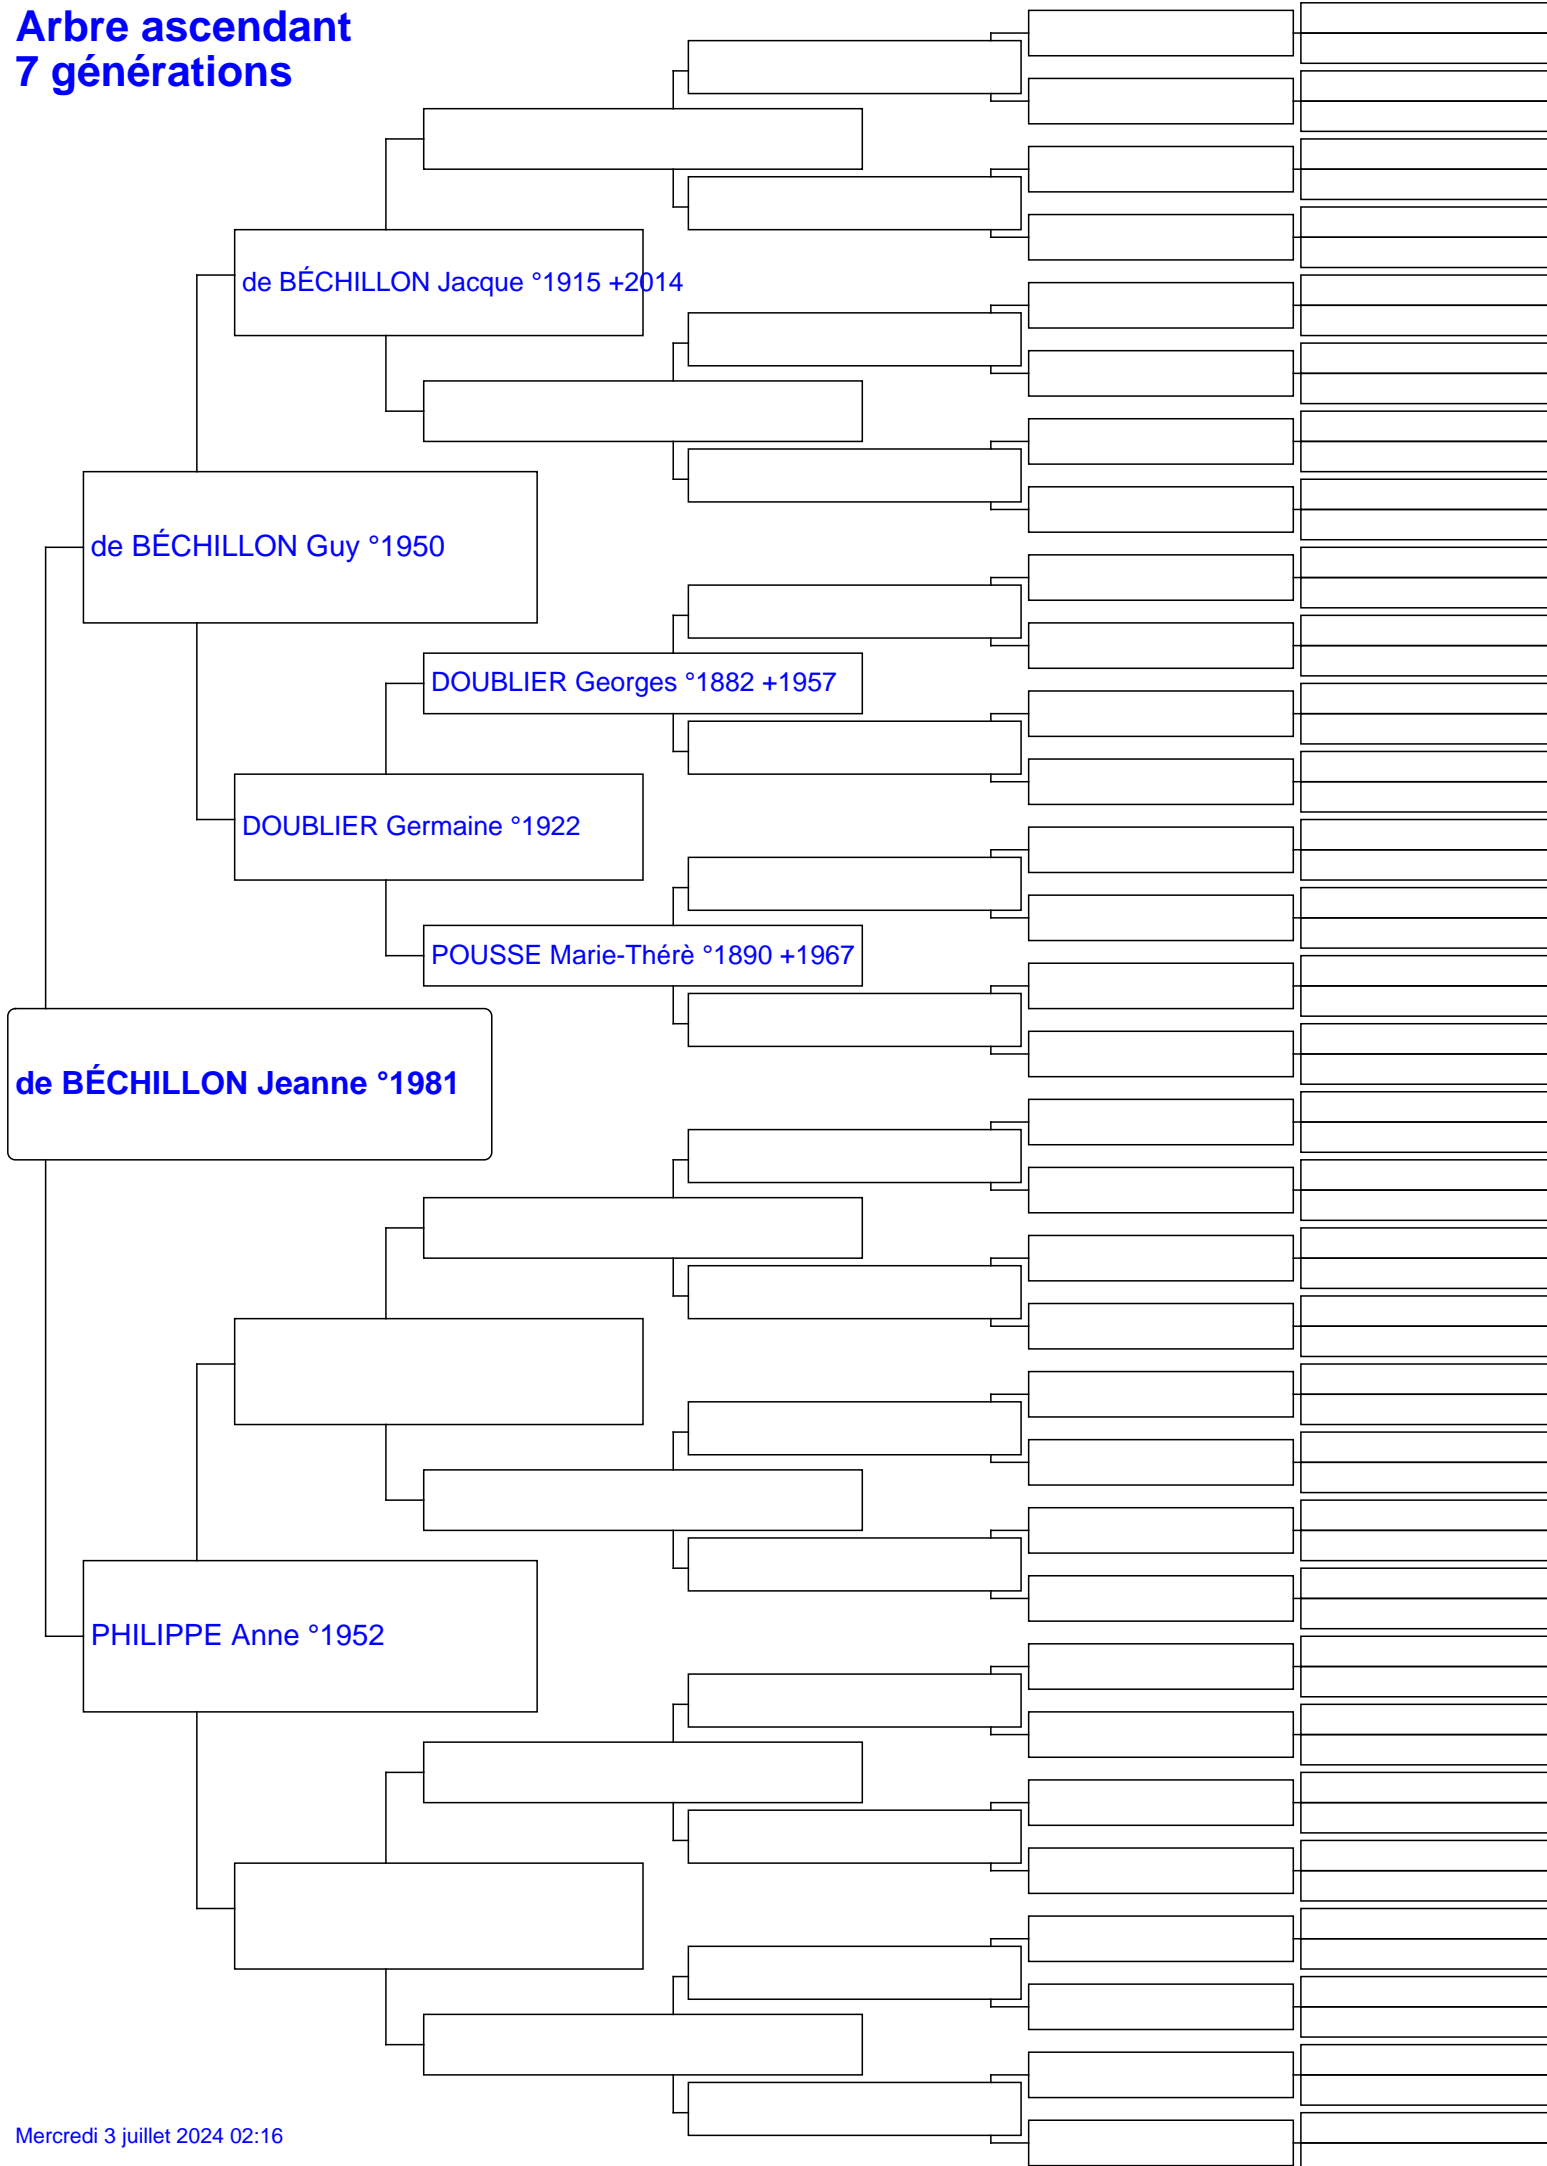 Arbre ascendant
7 générations
de BÉCHILLON Jacque °1915 +2014
de BÉCHILLON Guy °1950
DOUBLIER Georges °1882 +1957
DOUBLIER Germaine °1922
POUSSE Marie-Thérè °1890 +1967
de BÉCHILLON Jeanne °1981
PHILIPPE Anne °1952
Mercredi 3 juillet 2024 02:16